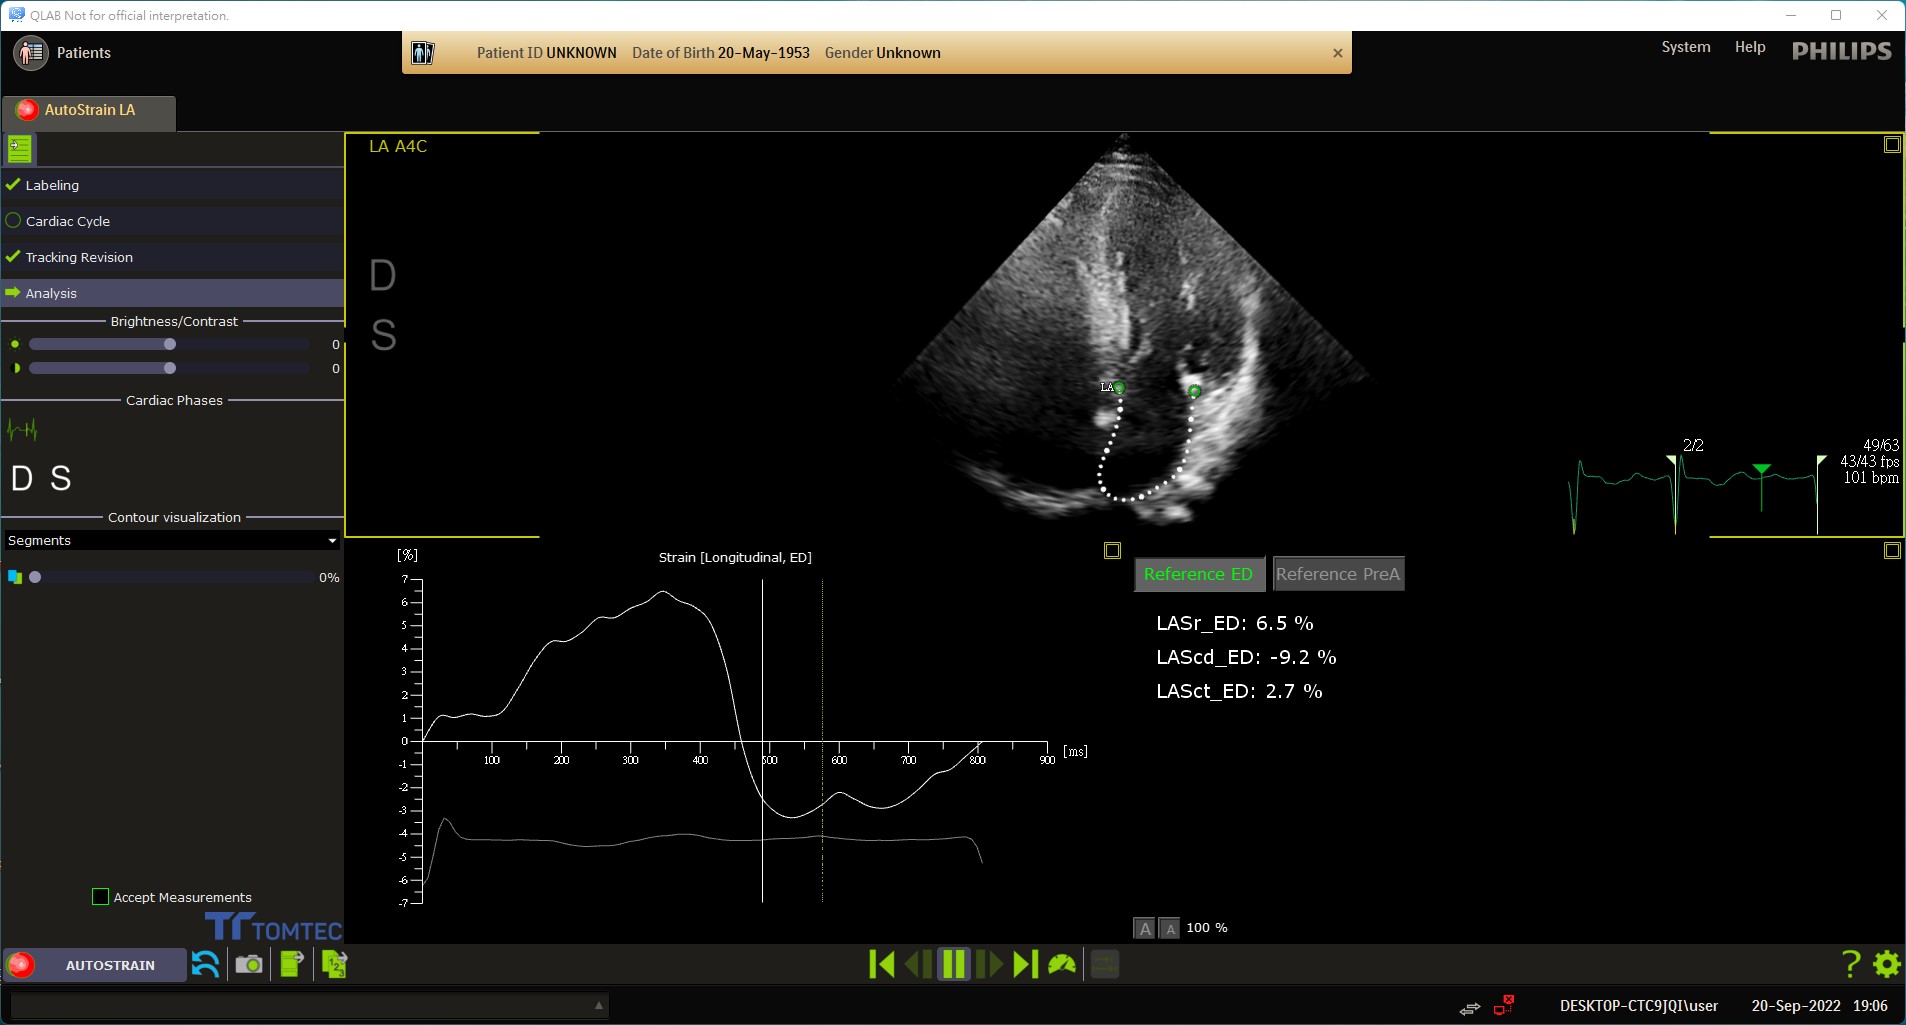 QLAB Not for official interpretation.
Patients
Patient ID UNKNOWN Date of Birth 20-May-1953 Gender Unknown ×
System Help PHILIPS
AutoStrain LA
Labeling
Cardiac Cycle
Tracking Revision
Analysis
Brightness/Contrast
0
0
Cardiac Phases
D S
Contour visualization
Segments
0%
Accept Measurements
TOMTEC
LA A4C
D
S
LA
2/2
49/63
43/43 fps
101 bpm
[%]
Strain [Longitudinal, ED]
7
6
5
4
3
2
1
0
-1
-2
-3
-4
-5
-6
-7
100 200 300 400 500 600 700 800 900 [ms]
Reference ED Reference PreA
LASr_ED: 6.5 %
LAScd_ED: -9.2 %
LASct_ED: 2.7 %
A A 100 %
AUTOSTRAIN
123
?
DESKTOP-CTC9JQI\user 20-Sep-2022 19:06